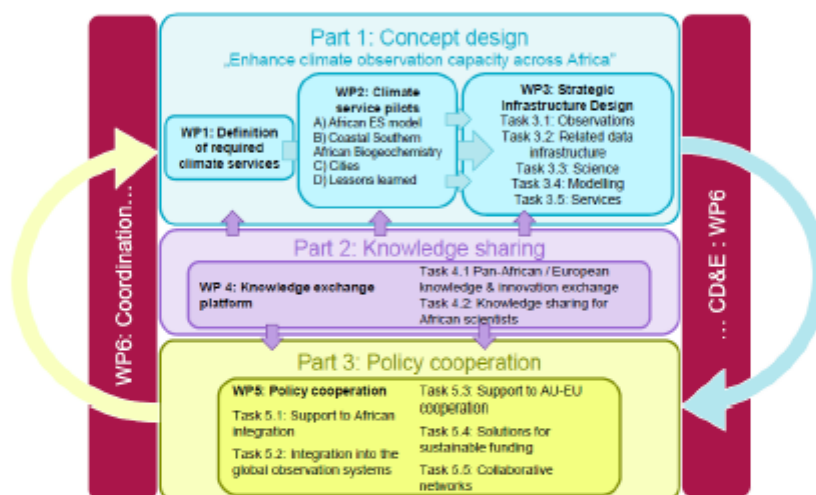 Part 1: Concept design
„Enhance climate observation capacity across Africa"
WP1: Definition
of required
climate services
WP2: Climate
service pilots
A) African ES model
B) Coastal Southern
African Biogeochemistry
C) Cities
D) Lessons learned
WP3: Strategic
Infrastructure Design
Task 3.1: Observations
Task 3.2: Related data
infrastructure
Task 3.3: Science
Task 3.4: Modelling
Task 3.5: Services
Part 2: Knowledge sharing
WP 4: Knowledge exchange
platform
Task 4.1 Pan-African / European
knowledge & innovation exchange
Task 4.2: Knowledge sharing for
African scientists
Part 3: Policy cooperation
WP5: Policy cooperation
Task 5.1: Support to African
integration
Task 5.2: Integration into the
global observation systems
Task 5.3: Support to AU-EU
cooperation
Task 5.4: Solutions for
sustainable funding
Task 5.5: Collaborative
networks
WP6: Coordination…
… CD&E : WP6